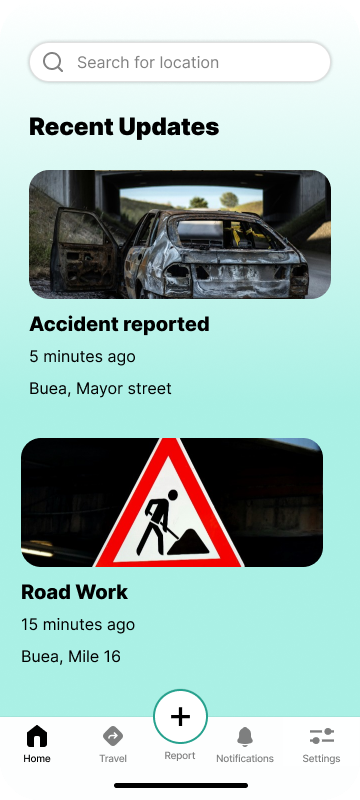 Search for location
Recent Updates
Accident reported
5 minutes ago
Buea, Mayor street
Road Work
15 minutes ago
Buea, Mile 16
Home
Travel
Report
Notifications
Settings